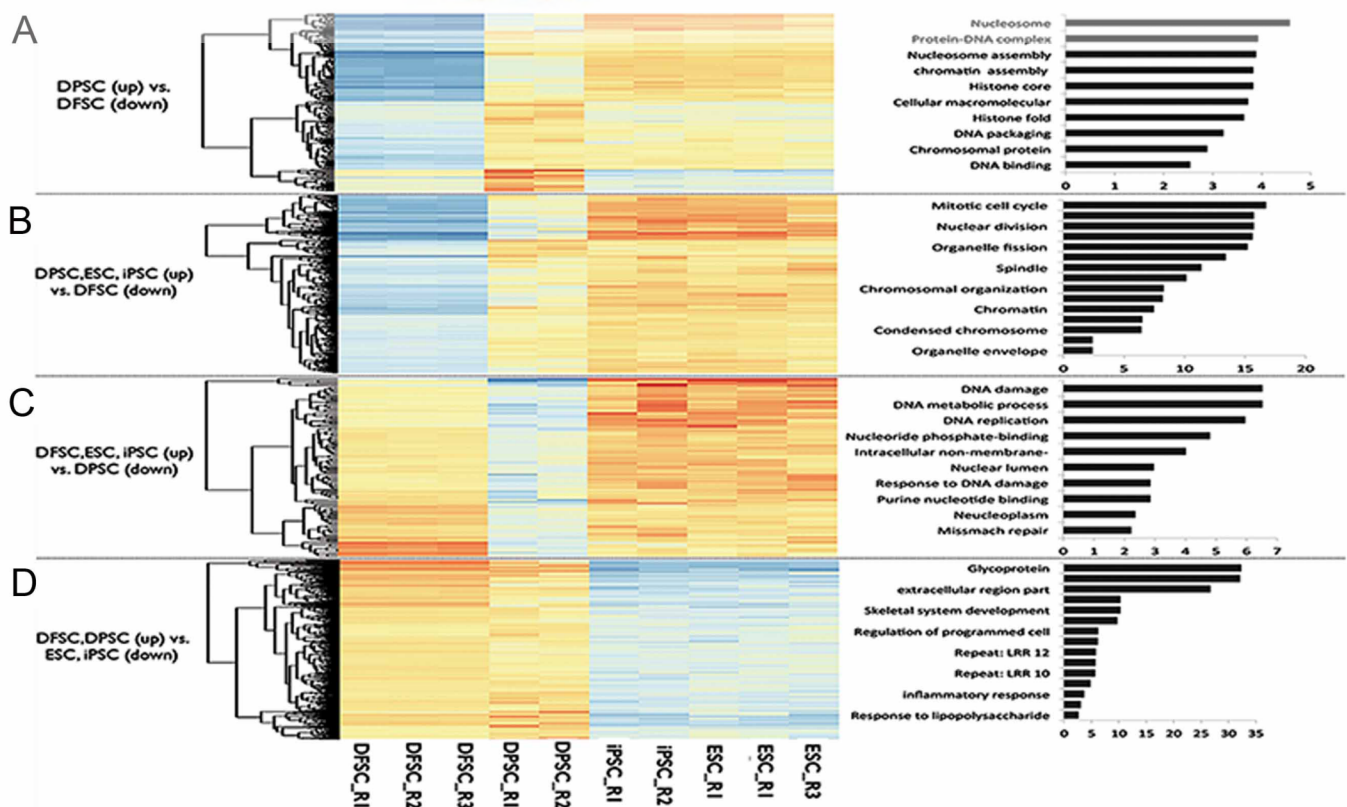 A
DPSC (up) vs.
DFSC (down)
Nucleosome
Protein-DNA complex
Nucleosome assembly
chromatin assembly
Histone core
Cellular macromolecular
Histone fold
DNA packaging
Chromosomal protein
DNA binding
0 1 2 3 4 5
B
DPSC,ESC, iPSC (up)
vs. DFSC (down)
Mitotic cell cycle
Nuclear division
Organelle fission
Spindle
Chromosomal organization
Chromatin
Condensed chromosome
Organelle envelope
0 5 10 15 20
C
DFSC,ESC, iPSC (up)
vs. DPSC (down)
DNA damage
DNA metabolic process
DNA replication
Nucleoride phosphate-binding
Intracellular non-membrane-
Nuclear lumen
Response to DNA damage
Purine nucleotide binding
Neucleoplasm
Missmach repair
0 1 2 3 4 5 6 7
D
DFSC,DPSC (up) vs.
ESC, iPSC (down)
Glycoprotein
extracellular region part
Skeletal system development
Regulation of programmed cell
Repeat: LRR 12
Repeat: LRR 10
inflammatory response
Response to lipopolysaccharide
0 5 10 15 20 25 30 35
DFSC_R1
DFSC_R2
DFSC_R3
DPSC_R1
DPSC_R2
iPSC_R1
iPSC_R2
ESC_R1
ESC_R1
ESC_R3